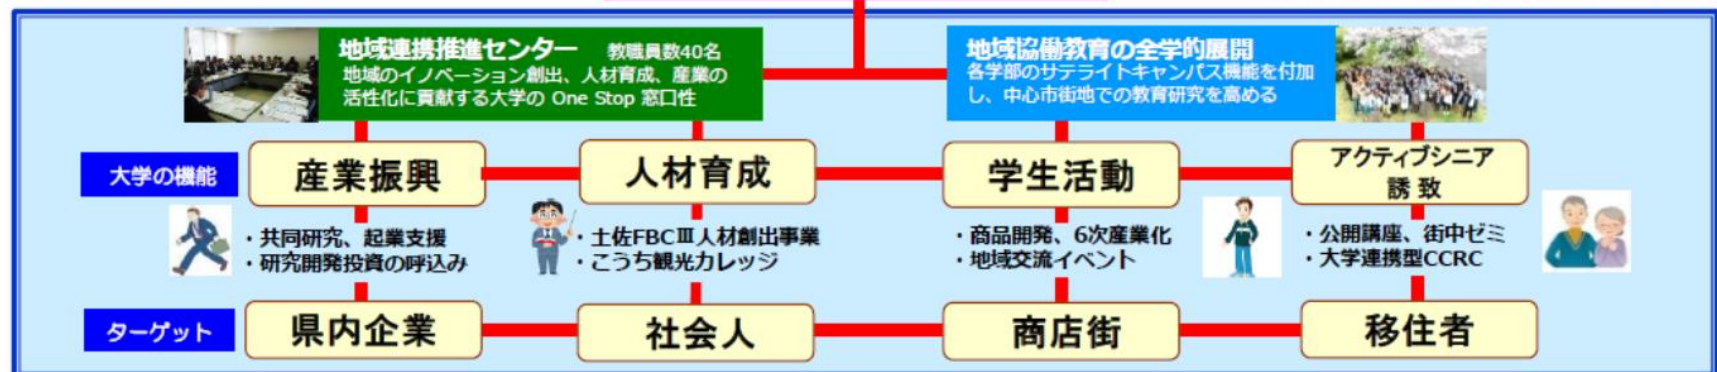 地域連携推進センター 教職員数40名
地域のイノベーション創出、人材育成、産業の
活性化に貢献する大学の One Stop 窓口性
地域協働教育の全学的展開
各学部のサテライトキャンパス機能を付加
し、中心市街地での教育研究を高める
大学の機能
産業振興
人材育成
学生活動
アクティブシニア
誘致
・共同研究、起業支援
・研究開発投資の呼込み
・土佐FBCⅢ人材創出事業
・こうち観光カレッジ
・商品開発、6次産業化
・地域交流イベント
・公開講座、街中ゼミ
・大学連携型CCRC
ターゲット
県内企業
社会人
商店街
移住者